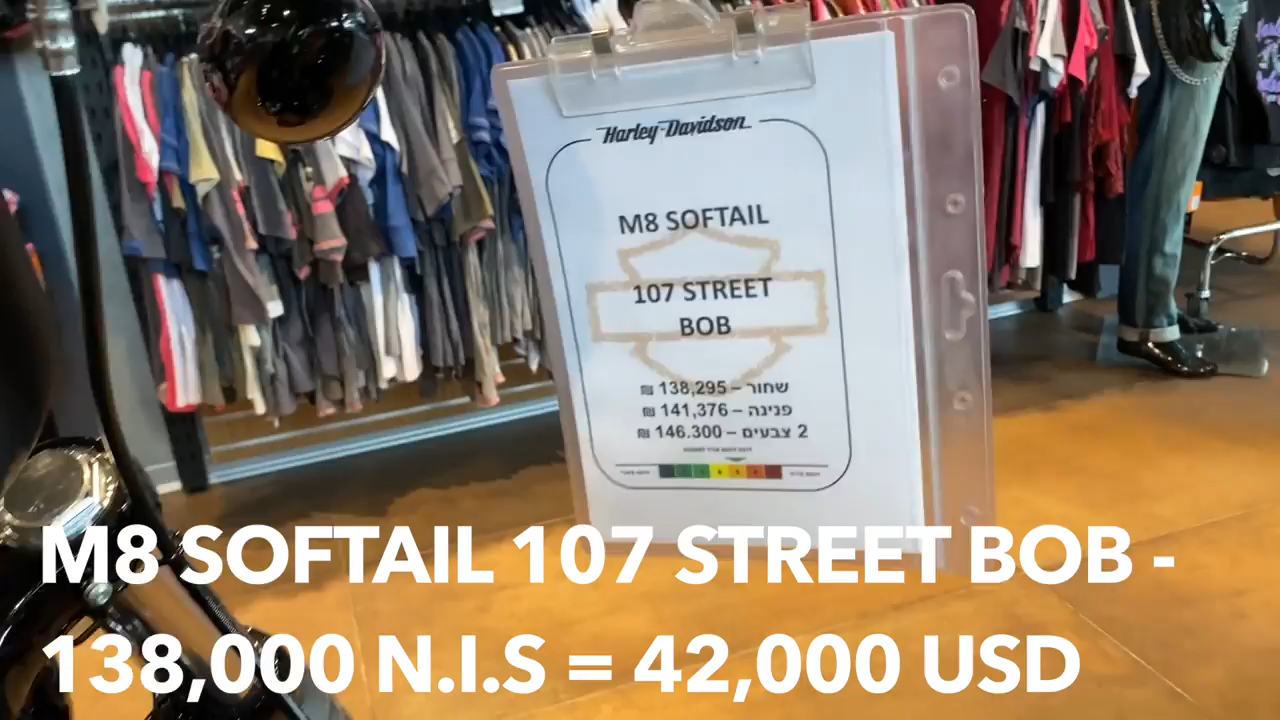 Harley-Davidson
M8 SOFTAIL
107 STREET
BOB
שחור – 138,295 ₪
פנינה – 141,376 ₪
2 צבעים – 146.300 ₪
M8 SOFTAIL 107 STREET BOB -
138,000 N.I.S = 42,000 USD